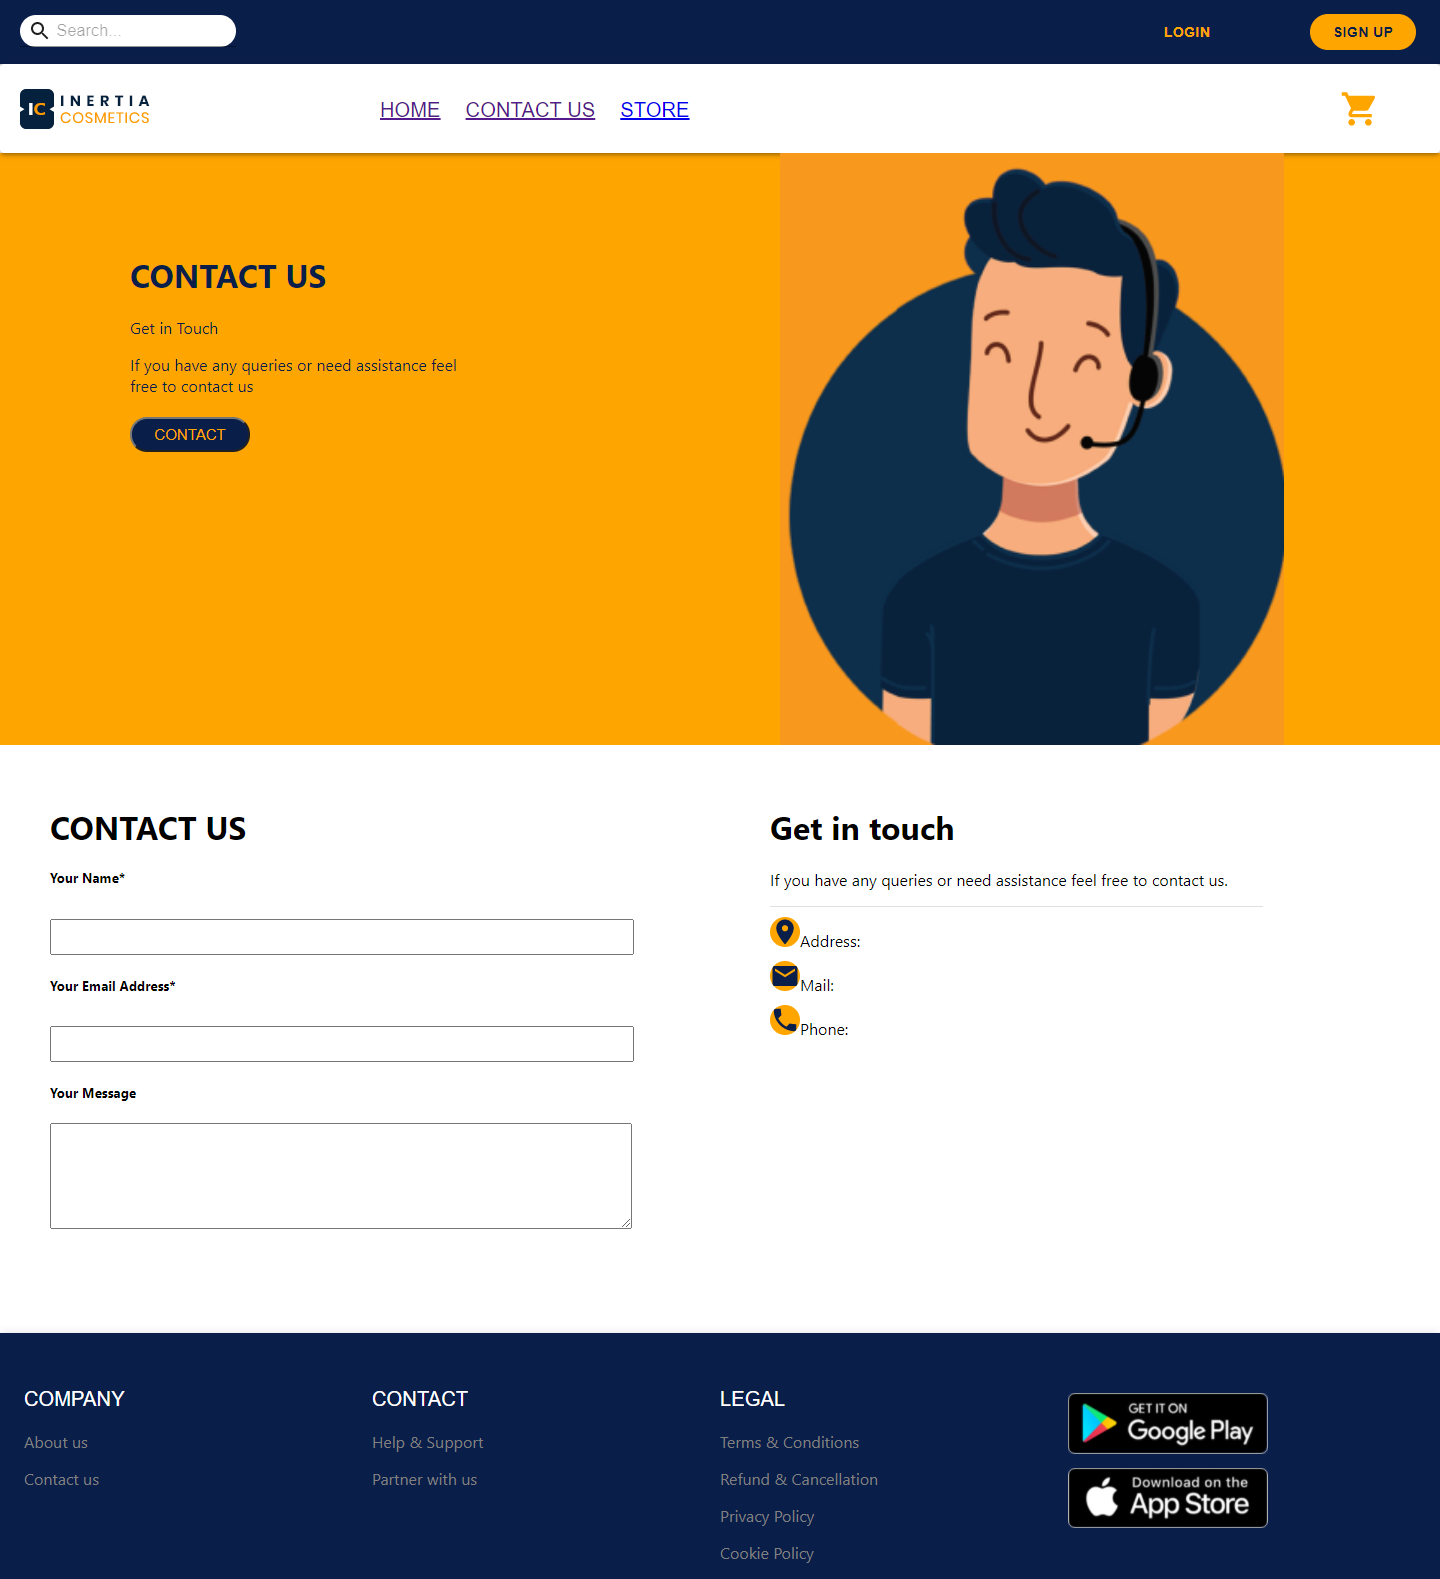 Search...
LOGIN
SIGN UP
IC
INERTIA
COSMETICS
HOME
CONTACT US
STORE
CONTACT US
Get in Touch
If you have any queries or need assistance feel
free to contact us
CONTACT
CONTACT US
Your Name*
Your Email Address*
Your Message
Get in touch
If you have any queries or need assistance feel free to contact us.
Address:
Mail:
Phone:
COMPANY
About us
Contact us
CONTACT
Help & Support
Partner with us
LEGAL
Terms & Conditions
Refund & Cancellation
Privacy Policy
Cookie Policy
GET IT ON
Google Play
Download on the
App Store